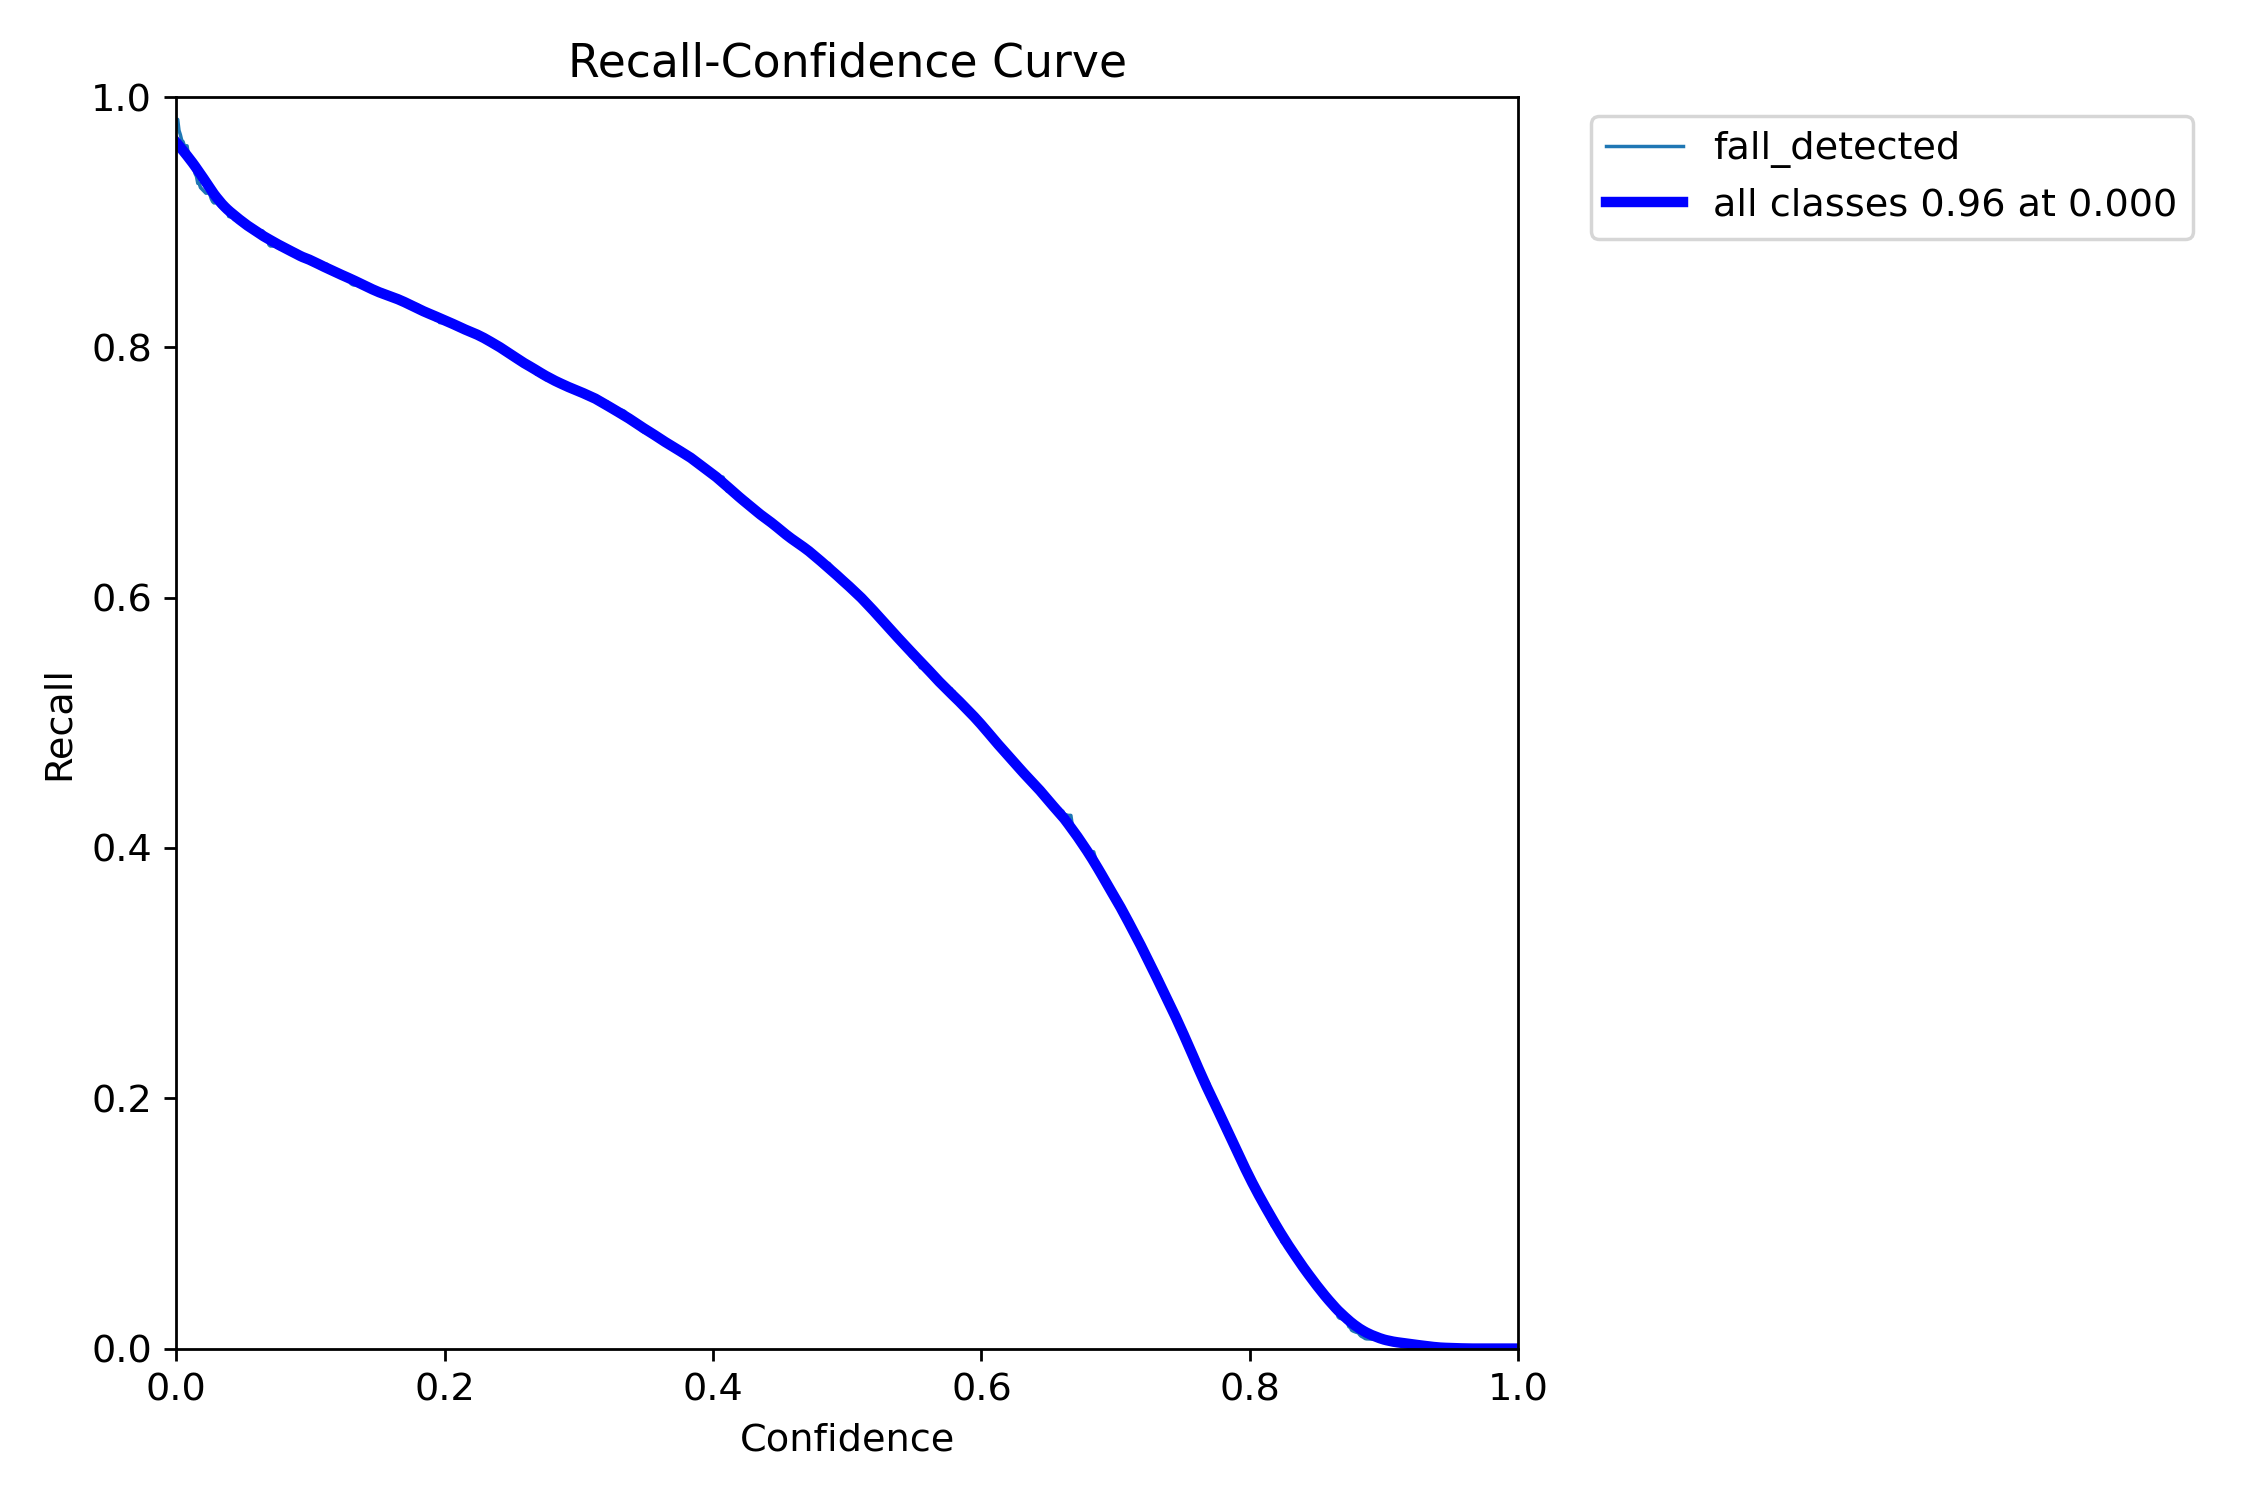 Recall-Confidence Curve
1.0
0.8
0.6
0.4
0.2
0.0
Recall
0.0 0.2 0.4 0.6 0.8 1.0
Confidence
fall_detected
all classes 0.96 at 0.000